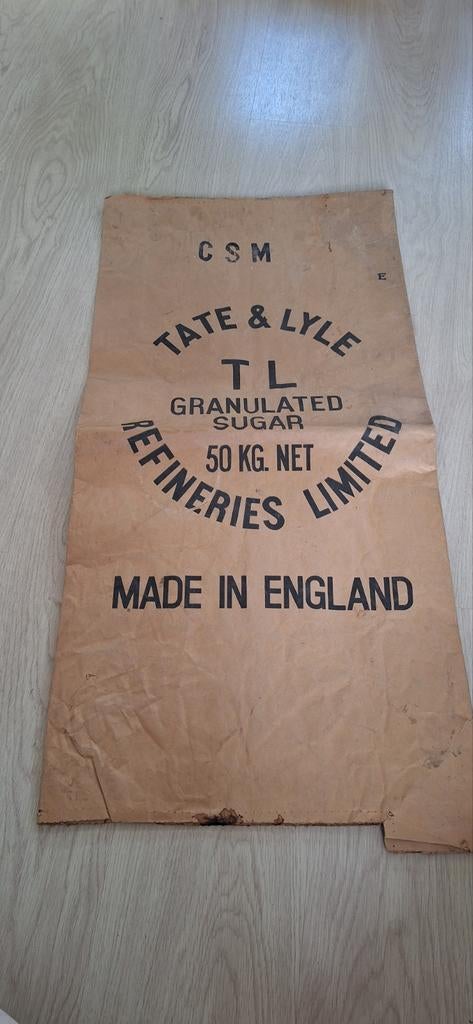 CSM
E
TATE & LYLE
TL
GRANULATED
SUGAR
50 KG. NET
REFINERIES LIMITED
MADE IN ENGLAND